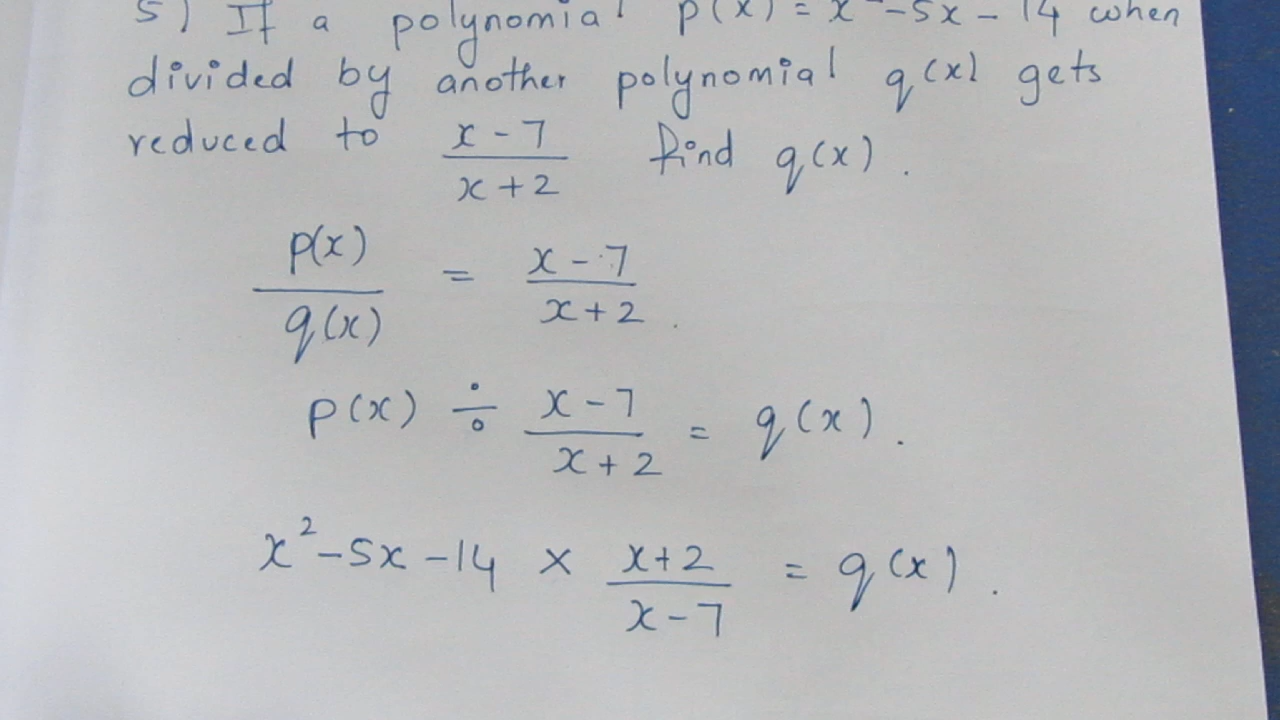 5) If a polynomial p(x) = x²-5x-14 when
divided by another polynomial q(x) gets
reduced to (x-7)/(x+2) find q(x).
p(x)/q(x) = (x-7)/(x+2).
p(x) ÷ (x-7)/(x+2) = q(x).
x²-5x-14 × (x+2)/(x-7) = q(x).